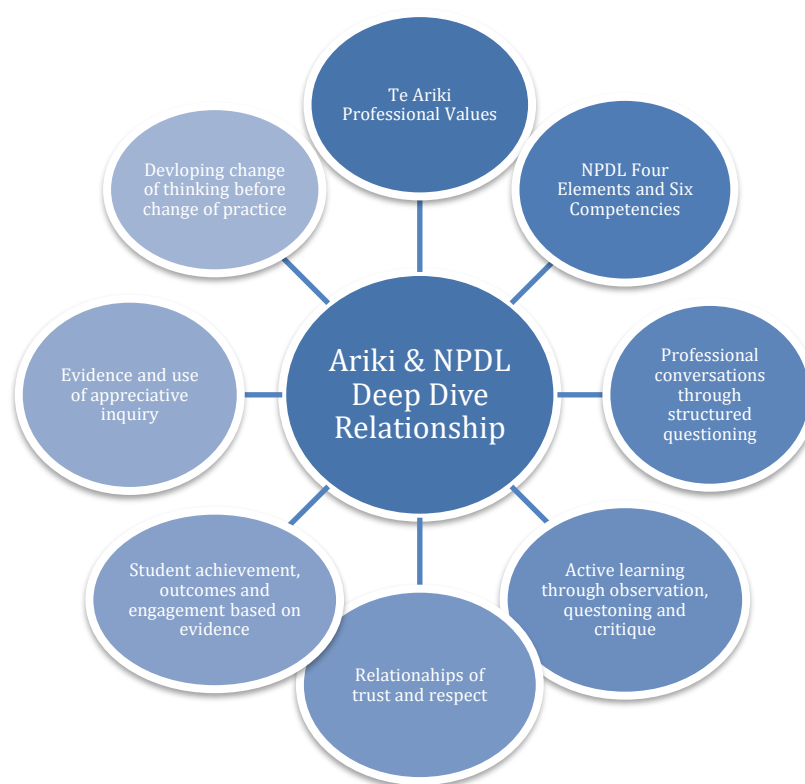 Te Ariki
Professional Values
NPDL Four
Elements and Six
Competencies
Professional
conversations
through
structured
questioning
Active learning
through observation,
questoning and
critique
Relationahips of
trust and respect
Student achievement,
outcomes and
engagement based on
evidence
Evidence and use
of appreciative
inquiry
Devloping change
of thinking before
change of practice
Ariki & NPDL
Deep Dive
Relationship